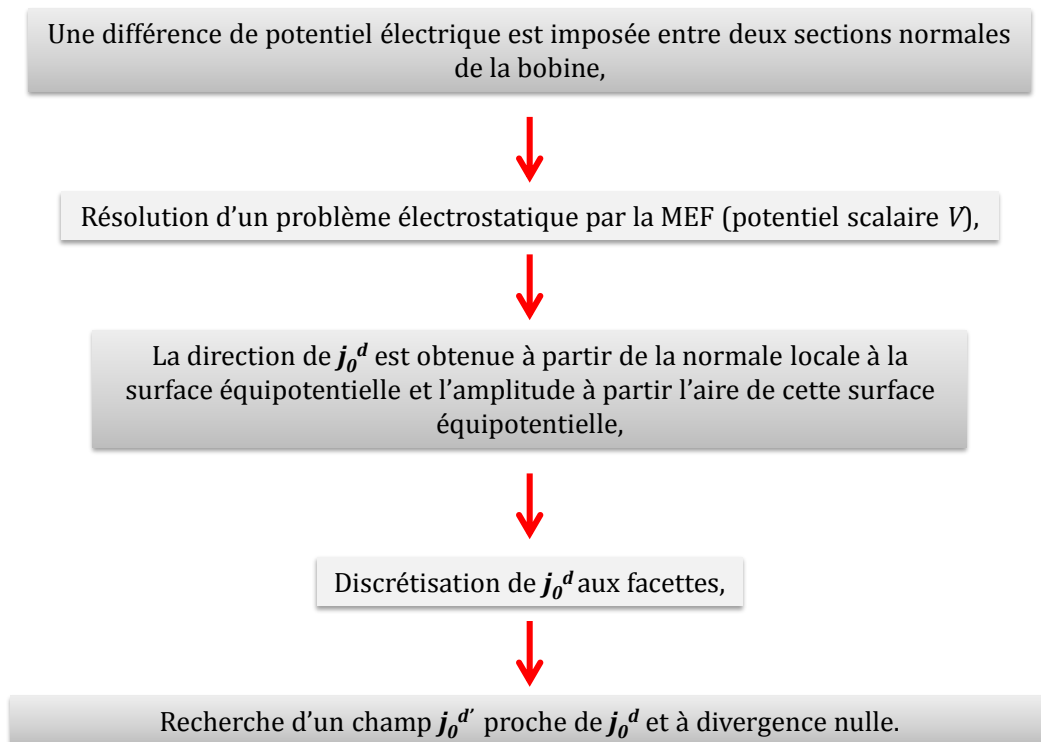 Une différence de potentiel électrique est imposée entre deux sections normales
de la bobine,
Résolution d’un problème électrostatique par la MEF (potentiel scalaire V),
La direction de j₀ᵈ est obtenue à partir de la normale locale à la
surface équipotentielle et l’amplitude à partir l’aire de cette surface
équipotentielle,
Discrétisation de j₀ᵈ aux facettes,
Recherche d’un champ j₀ᵈ′ proche de j₀ᵈ et à divergence nulle.